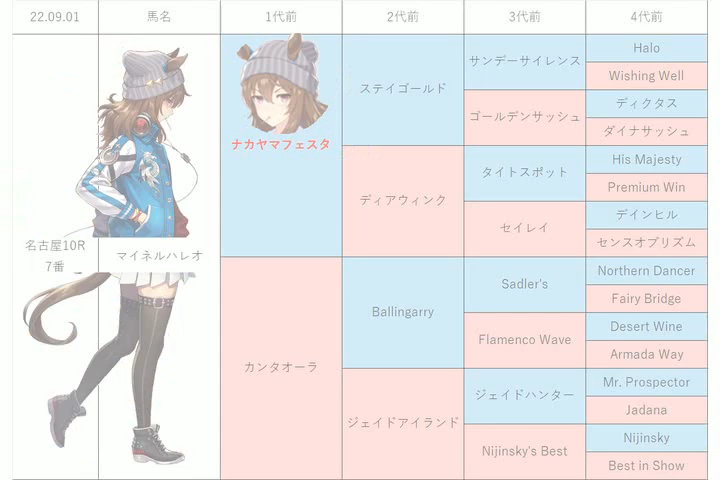 22.09.01
馬名
1代前
2代前
3代前
4代前
名古屋10R
7番
マイネルハレオ
ナカヤマフェスタ
カンタオーラ
ステイゴールド
ディアウィンク
Ballingarry
ジェイドアイランド
サンデーサイレンス
ゴールデンサッシュ
タイトスポット
セイレイ
Sadler's
Flamenco Wave
ジェイドハンター
Nijinsky's Best
Halo
Wishing Well
ディクタス
ダイナサッシュ
His Majesty
Premium Win
デインヒル
センスオブリズム
Northern Dancer
Fairy Bridge
Desert Wine
Armada Way
Mr. Prospector
Jadana
Nijinsky
Best in Show